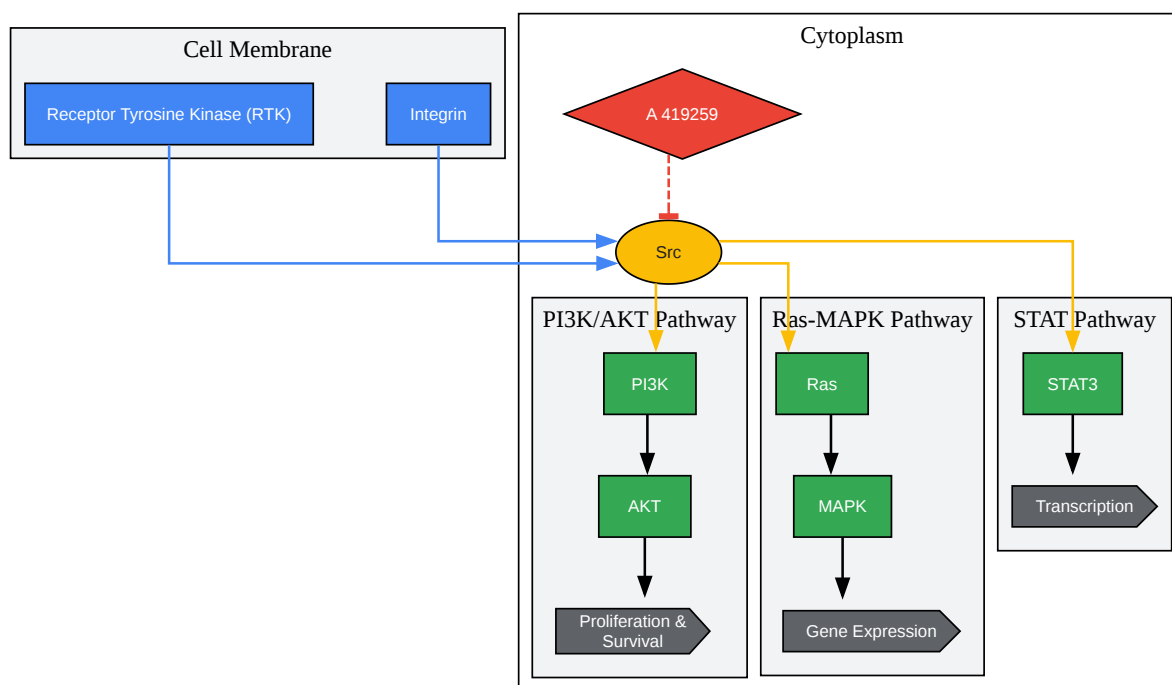 Cell Membrane
Cytoplasm
Receptor Tyrosine Kinase (RTK)
Integrin
A 419259
Src
PI3K/AKT Pathway
Ras-MAPK Pathway
STAT Pathway
PI3K
Ras
STAT3
AKT
MAPK
Transcription
Proliferation &
Survival
Gene Expression